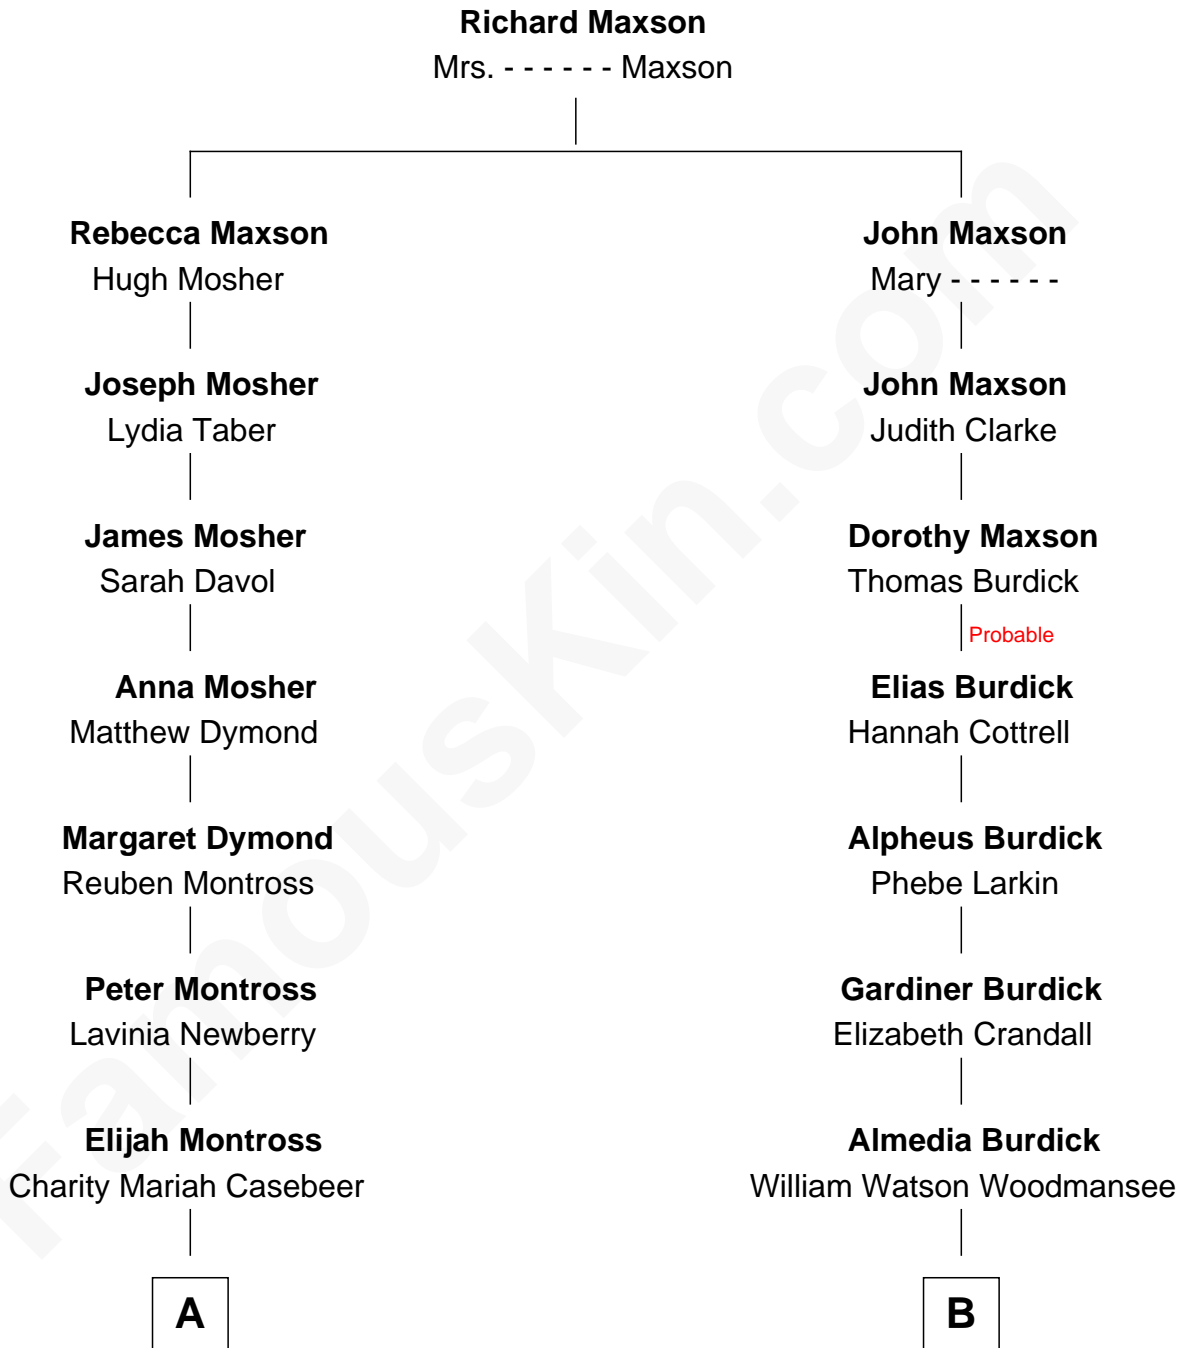 Richard Maxson
Mrs. - - - - - - Maxson
Rebecca Maxson
Hugh Mosher
John Maxson
Mary - - - - - -
Joseph Mosher
Lydia Taber
John Maxson
Judith Clarke
James Mosher
Sarah Davol
Dorothy Maxson
Thomas Burdick
Probable
Anna Mosher
Matthew Dymond
Elias Burdick
Hannah Cottrell
Margaret Dymond
Reuben Montross
Alpheus Burdick
Phebe Larkin
Peter Montross
Lavinia Newberry
Gardiner Burdick
Elizabeth Crandall
Elijah Montross
Charity Mariah Casebeer
Almedia Burdick
William Watson Woodmansee
A
B
FamousKin.com